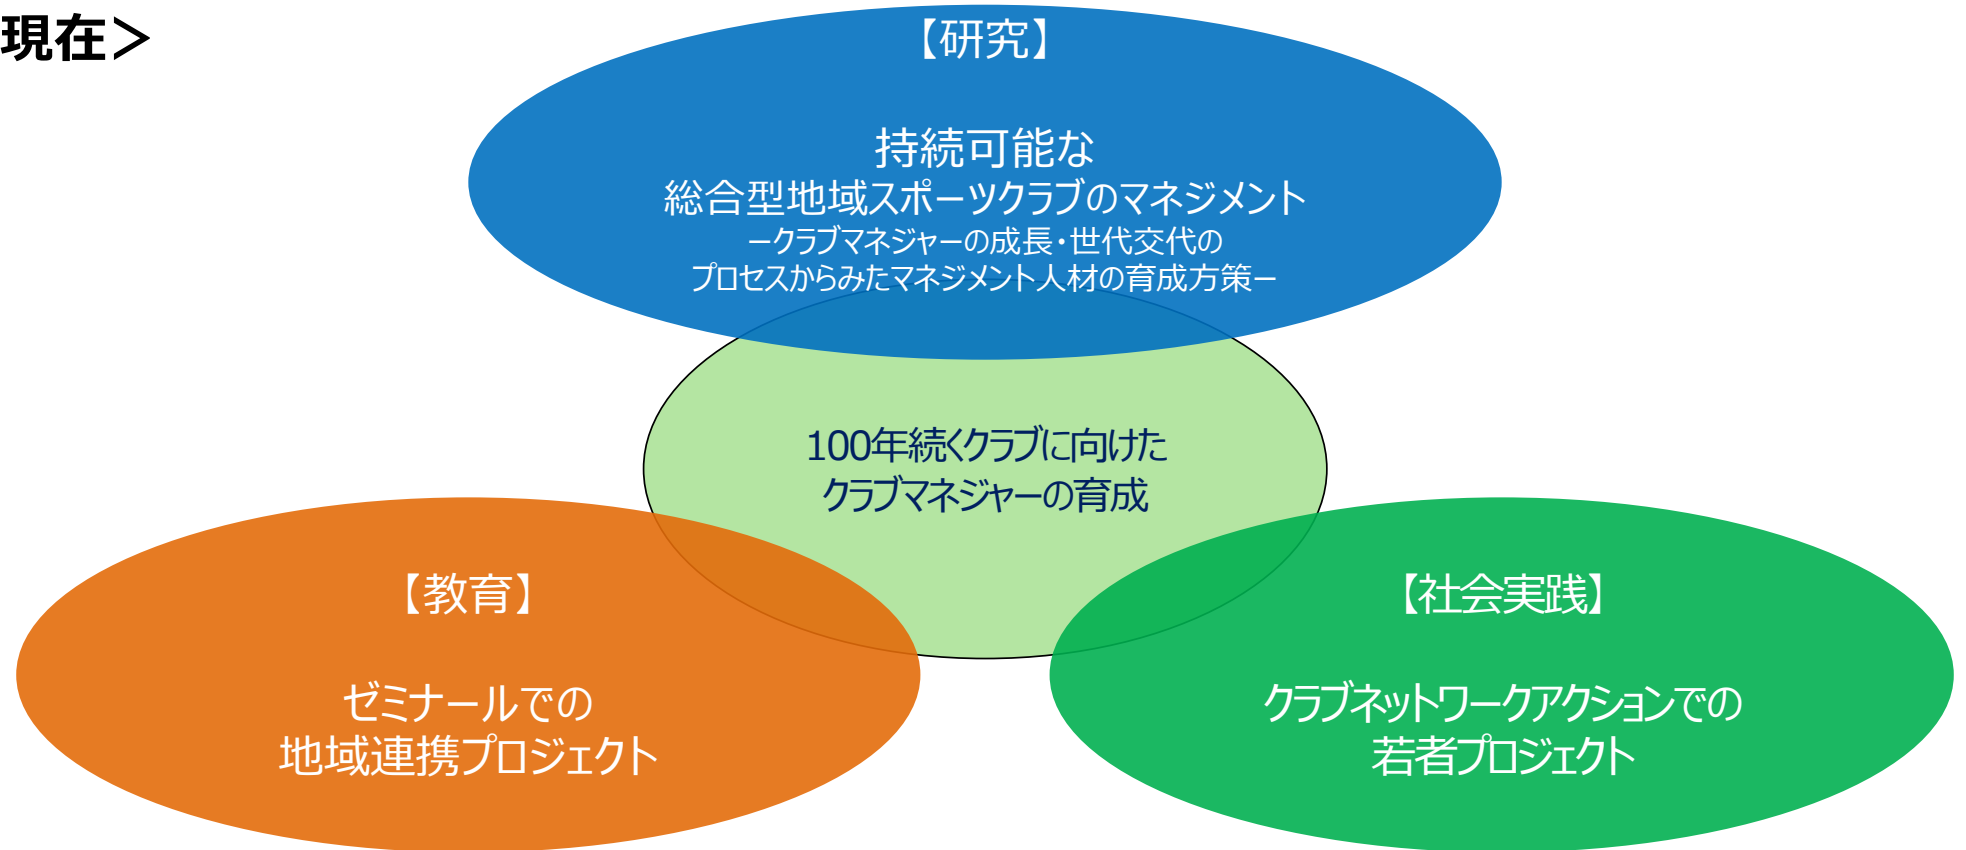 現在＞
【研究】
持続可能な
総合型地域スポーツクラブのマネジメント
ークラブマネジャーの成長・世代交代の
プロセスからみたマネジメント人材の育成方策ー
100年続くクラブに向けた
クラブマネジャーの育成
【教育】
ゼミナールでの
地域連携プロジェクト
【社会実践】
クラブネットワークアクションでの
若者プロジェクト